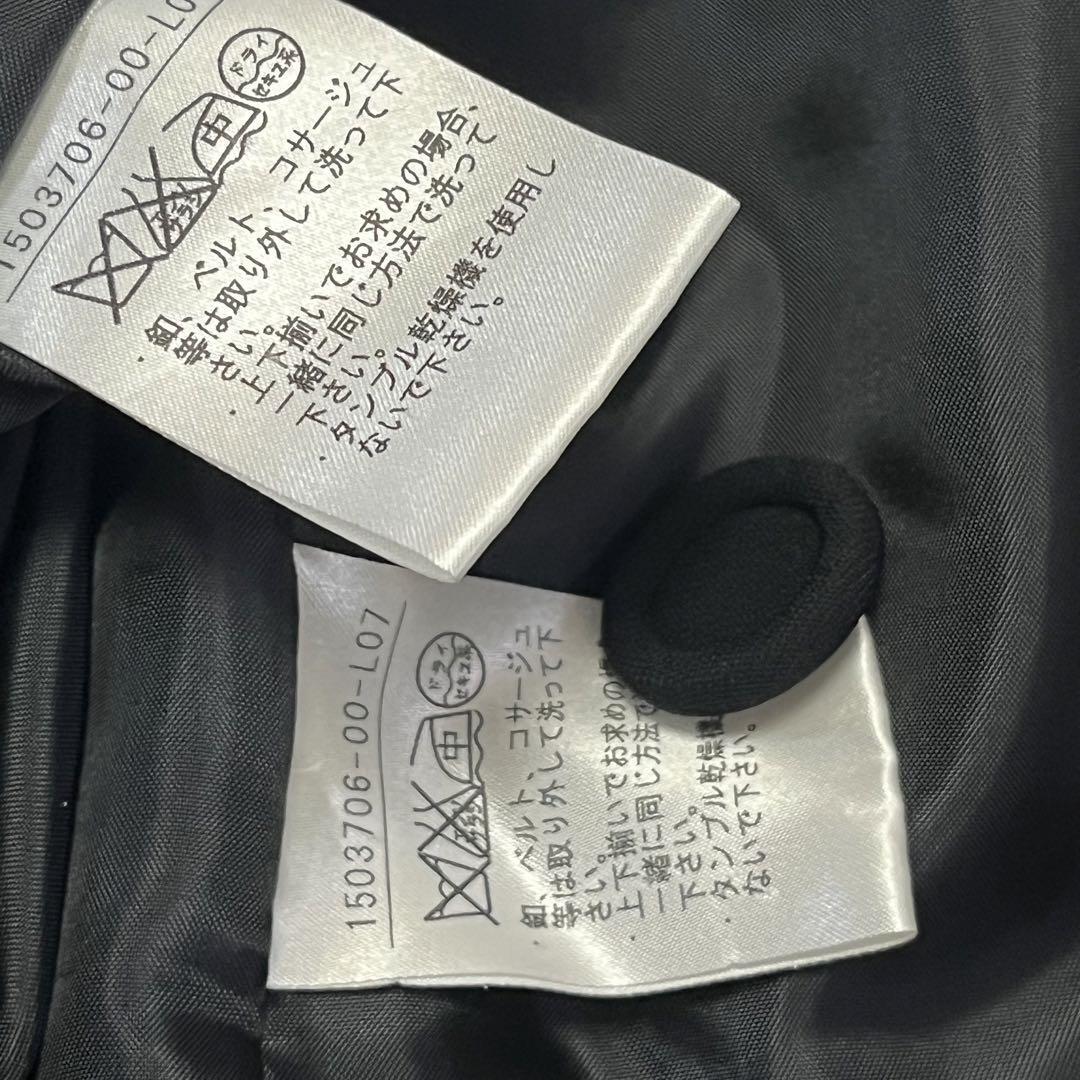 1503706-00-L0
中
ドライ
セキユ系
・釦、ベルト、コサージュ
等は取り外して洗って下
さい。
・上下揃いでお求めの場合、
一緒に同じ方法で洗って
下さい。
・タンブル乾燥機を使用し
ないで下さい。
1503706-00-L07
中
ドライ
セキユ系
・釦、ベルト、コサージュ
等は取り外して洗って下
さい。
・上下揃いでお求めの
一緒に同じ方法で
下さい。
・タンブル乾燥機
ないで下さい。